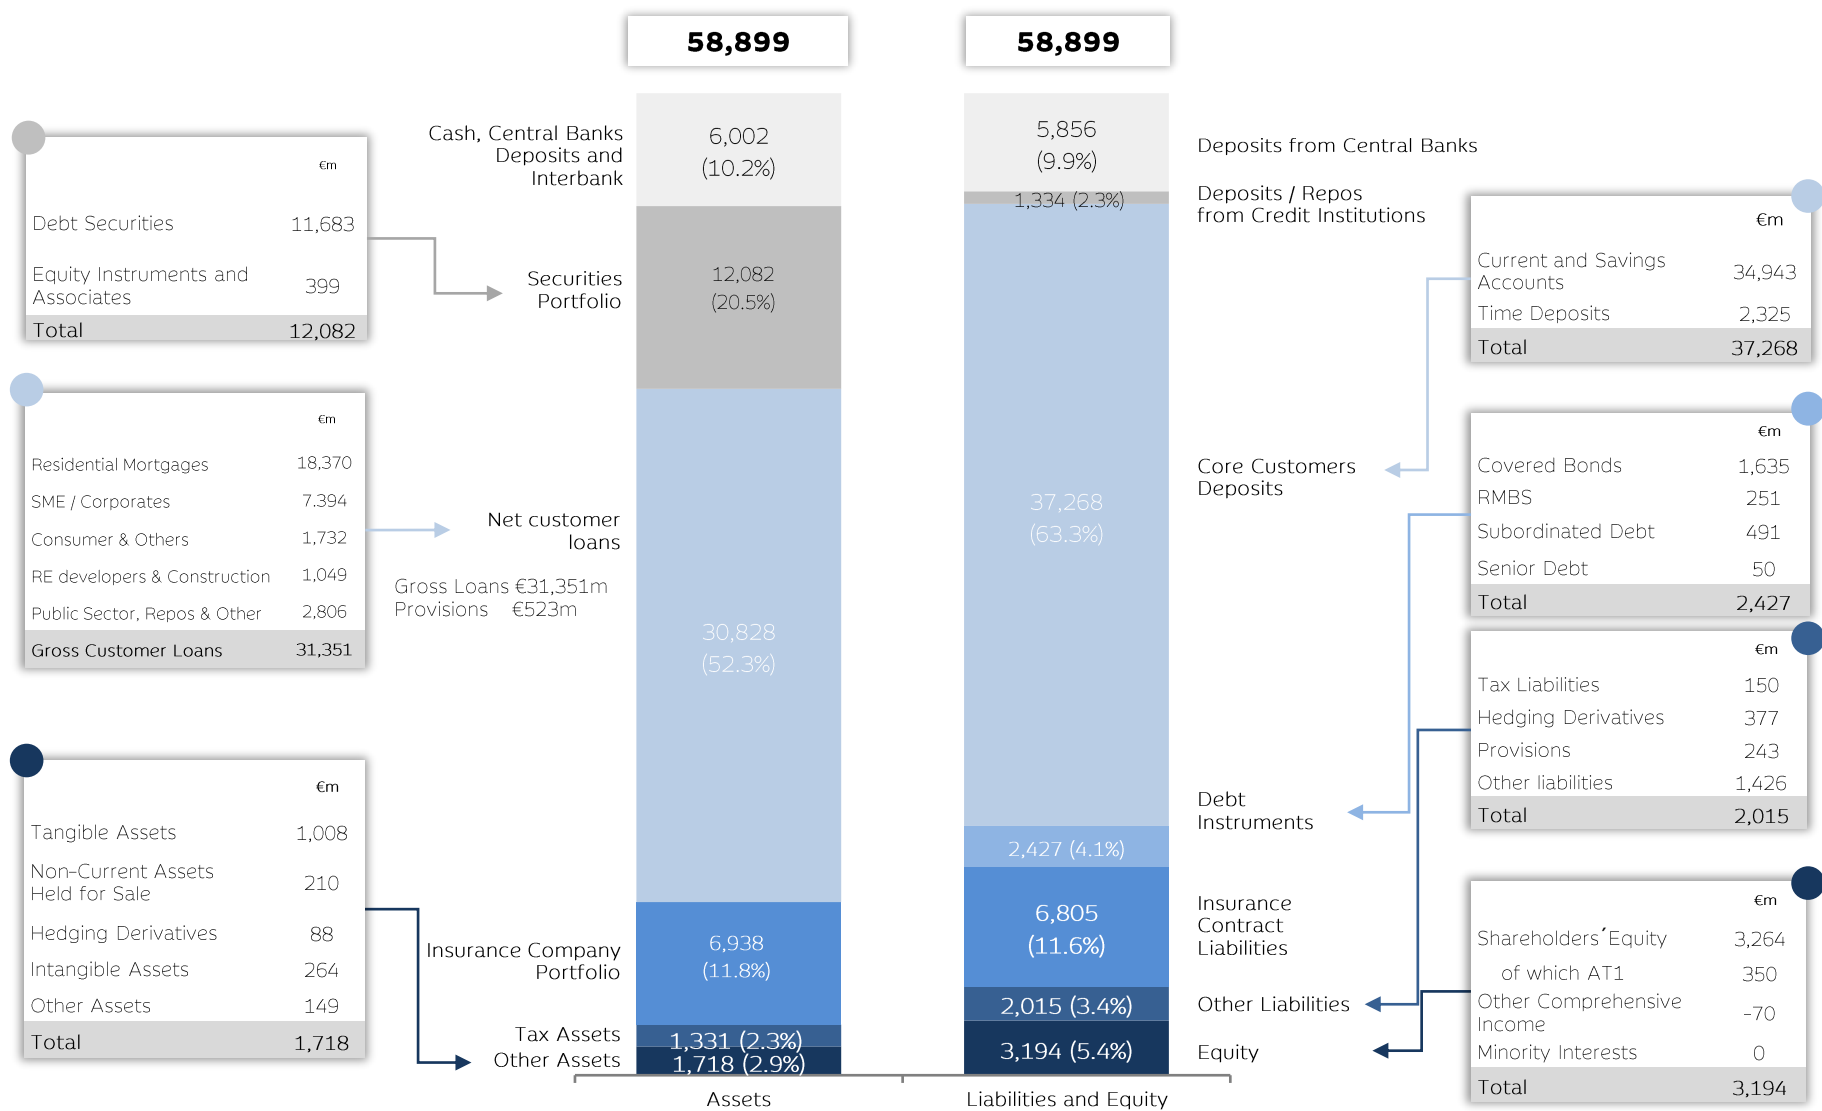 58,899
58,899
€m
Debt Securities 11,683
Equity Instruments and
Associates 399
Total 12,082
€m
Residential Mortgages 18,370
SME / Corporates 7.394
Consumer & Others 1,732
RE developers & Construction 1,049
Public Sector, Repos & Other 2,806
Gross Customer Loans 31,351
€m
Tangible Assets 1,008
Non-Current Assets
Held for Sale 210
Hedging Derivatives 88
Intangible Assets 264
Other Assets 149
Total 1,718
Cash, Central Banks
Deposits and
Interbank
Securities
Portfolio
Net customer
loans
Gross Loans €31,351m
Provisions €523m
Insurance Company
Portfolio
Tax Assets
Other Assets
6,002
(10.2%)
12,082
(20.5%)
30,828
(52.3%)
6,938
(11.8%)
1,331 (2.3%)
1,718 (2.9%)
Assets
5,856
(9.9%)
1,334 (2.3%)
37,268
(63.3%)
2,427 (4.1%)
6,805
(11.6%)
2,015 (3.4%)
3,194 (5.4%)
Liabilities and Equity
Deposits from Central Banks
Deposits / Repos
from Credit Institutions
Core Customers
Deposits
Debt
Instruments
Insurance
Contract
Liabilities
Other Liabilities
Equity
€m
Current and Savings
Accounts 34,943
Time Deposits 2,325
Total 37,268
€m
Covered Bonds 1,635
RMBS 251
Subordinated Debt 491
Senior Debt 50
Total 2,427
€m
Tax Liabilities 150
Hedging Derivatives 377
Provisions 243
Other liabilities 1,426
Total 2,015
€m
Shareholders´Equity 3,264
of which AT1 350
Other Comprehensive
Income -70
Minority Interests 0
Total 3,194